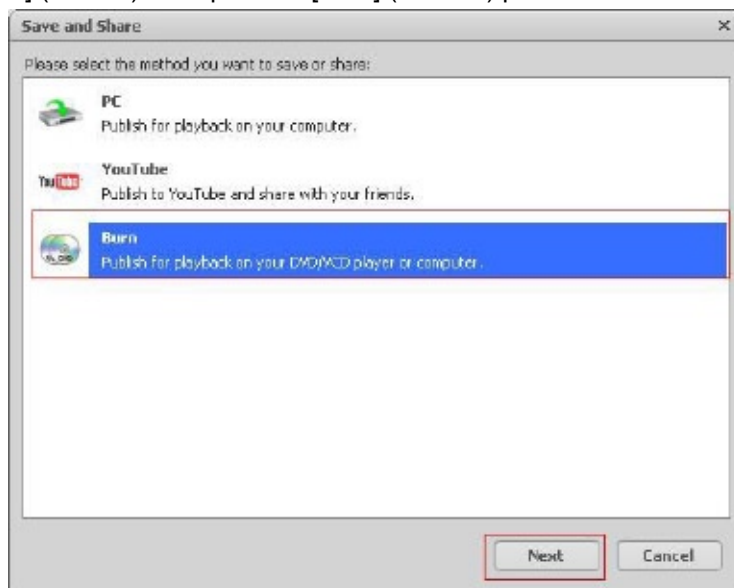 Save and Share
Please select the method you want to save or share:
PC
Publish for playback on your computer.
You Tube
YouTube
Publish to YouTube and share with your friends.
Burn
Publish for playback on your DVD/VCD player or computer.
Next
Cancel